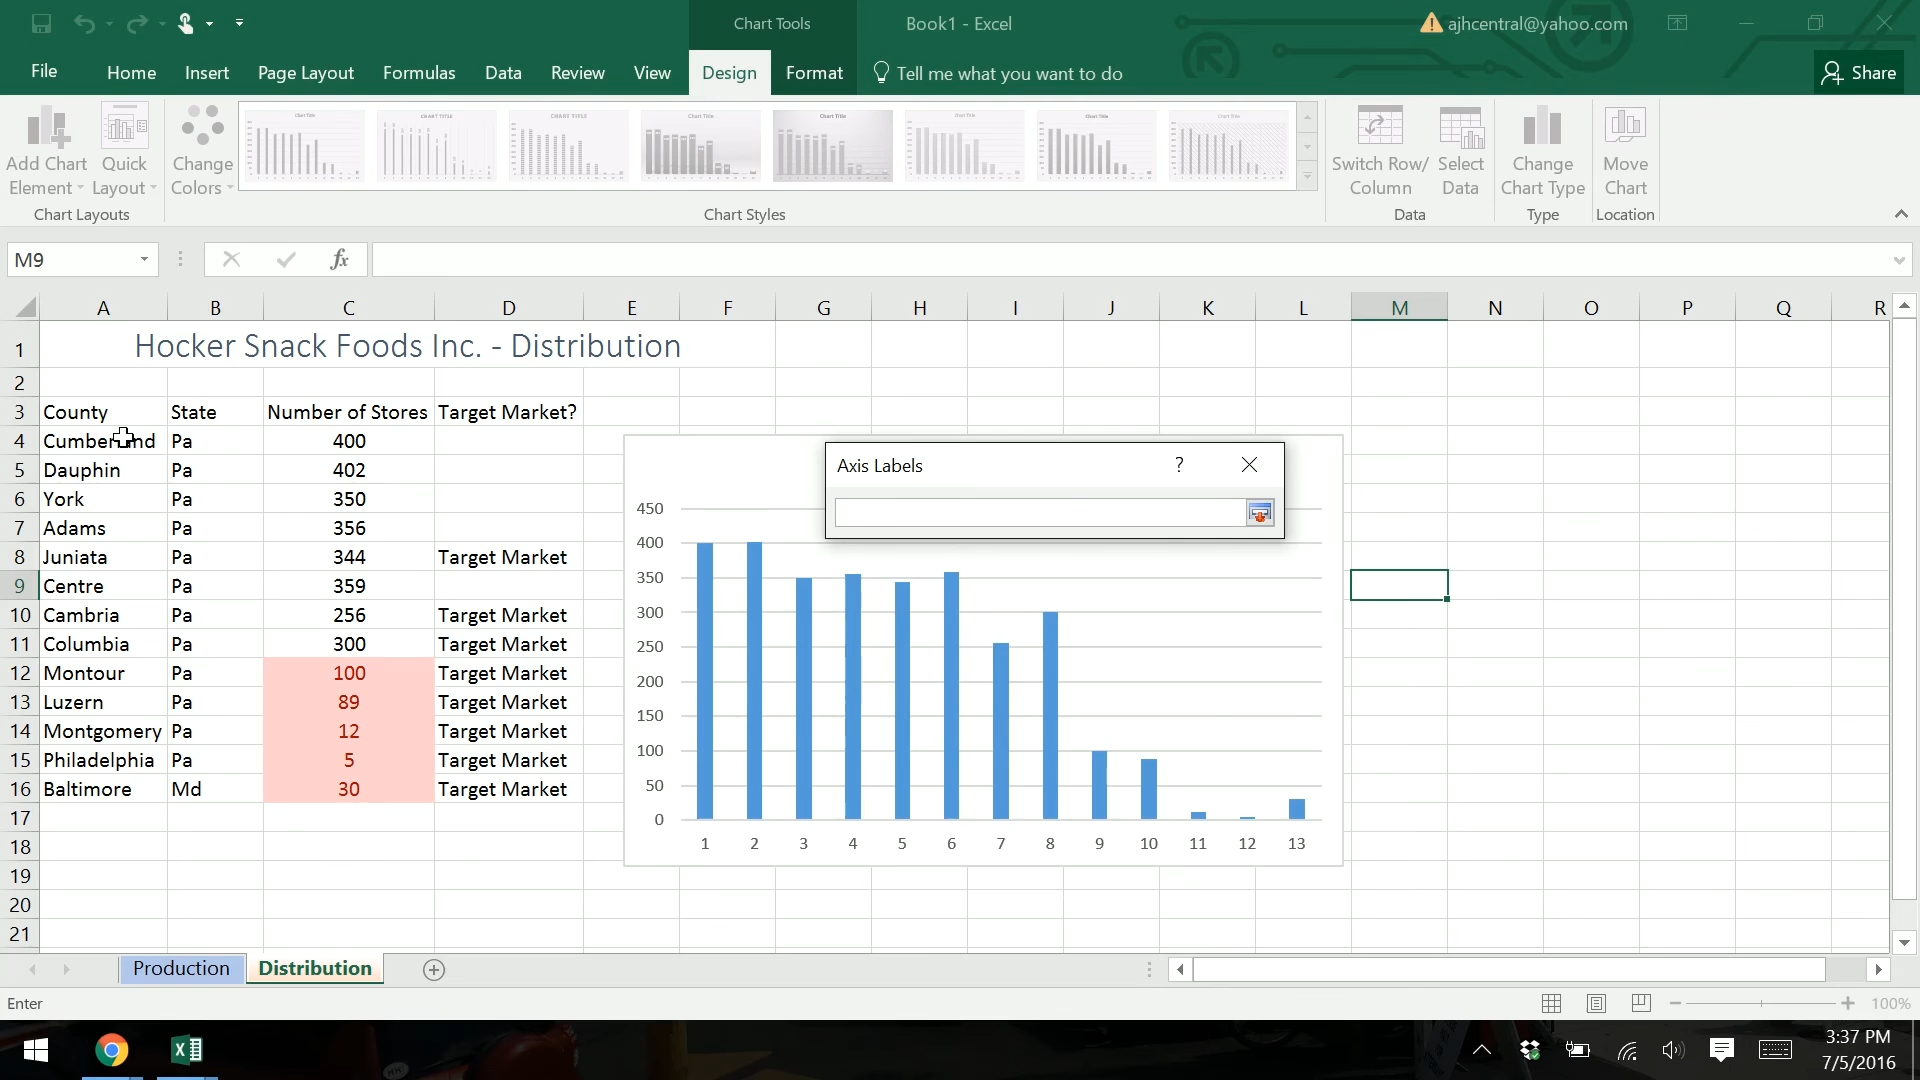 Chart Tools
Book1 - Excel
ajhcentral@yahoo.com
File
Home
Insert
Page Layout
Formulas
Data
Review
View
Design
Format
Tell me what you want to do
Share
Add Chart
Element
Quick
Layout
Change
Colors
Switch Row/
Column
Select
Data
Change
Chart Type
Move
Chart
Chart Layouts
Chart Styles
Data
Type
Location
M9
fx
A B C D E F G H I J K L M N O P Q R
1 Hocker Snack Foods Inc. - Distribution
2
3 County State Number of Stores Target Market?
4 Cumberland Pa 400
5 Dauphin Pa 402
6 York Pa 350
7 Adams Pa 356
8 Juniata Pa 344 Target Market
9 Centre Pa 359
10 Cambria Pa 256 Target Market
11 Columbia Pa 300 Target Market
12 Montour Pa 100 Target Market
13 Luzern Pa 89 Target Market
14 Montgomery Pa 12 Target Market
15 Philadelphia Pa 5 Target Market
16 Baltimore Md 30 Target Market
17
18
19
20
21
Axis Labels ?
450
400
350
300
250
200
150
100
50
0
1 2 3 4 5 6 7 8 9 10 11 12 13
Production
Distribution
Enter
100%
3:37 PM
7/5/2016